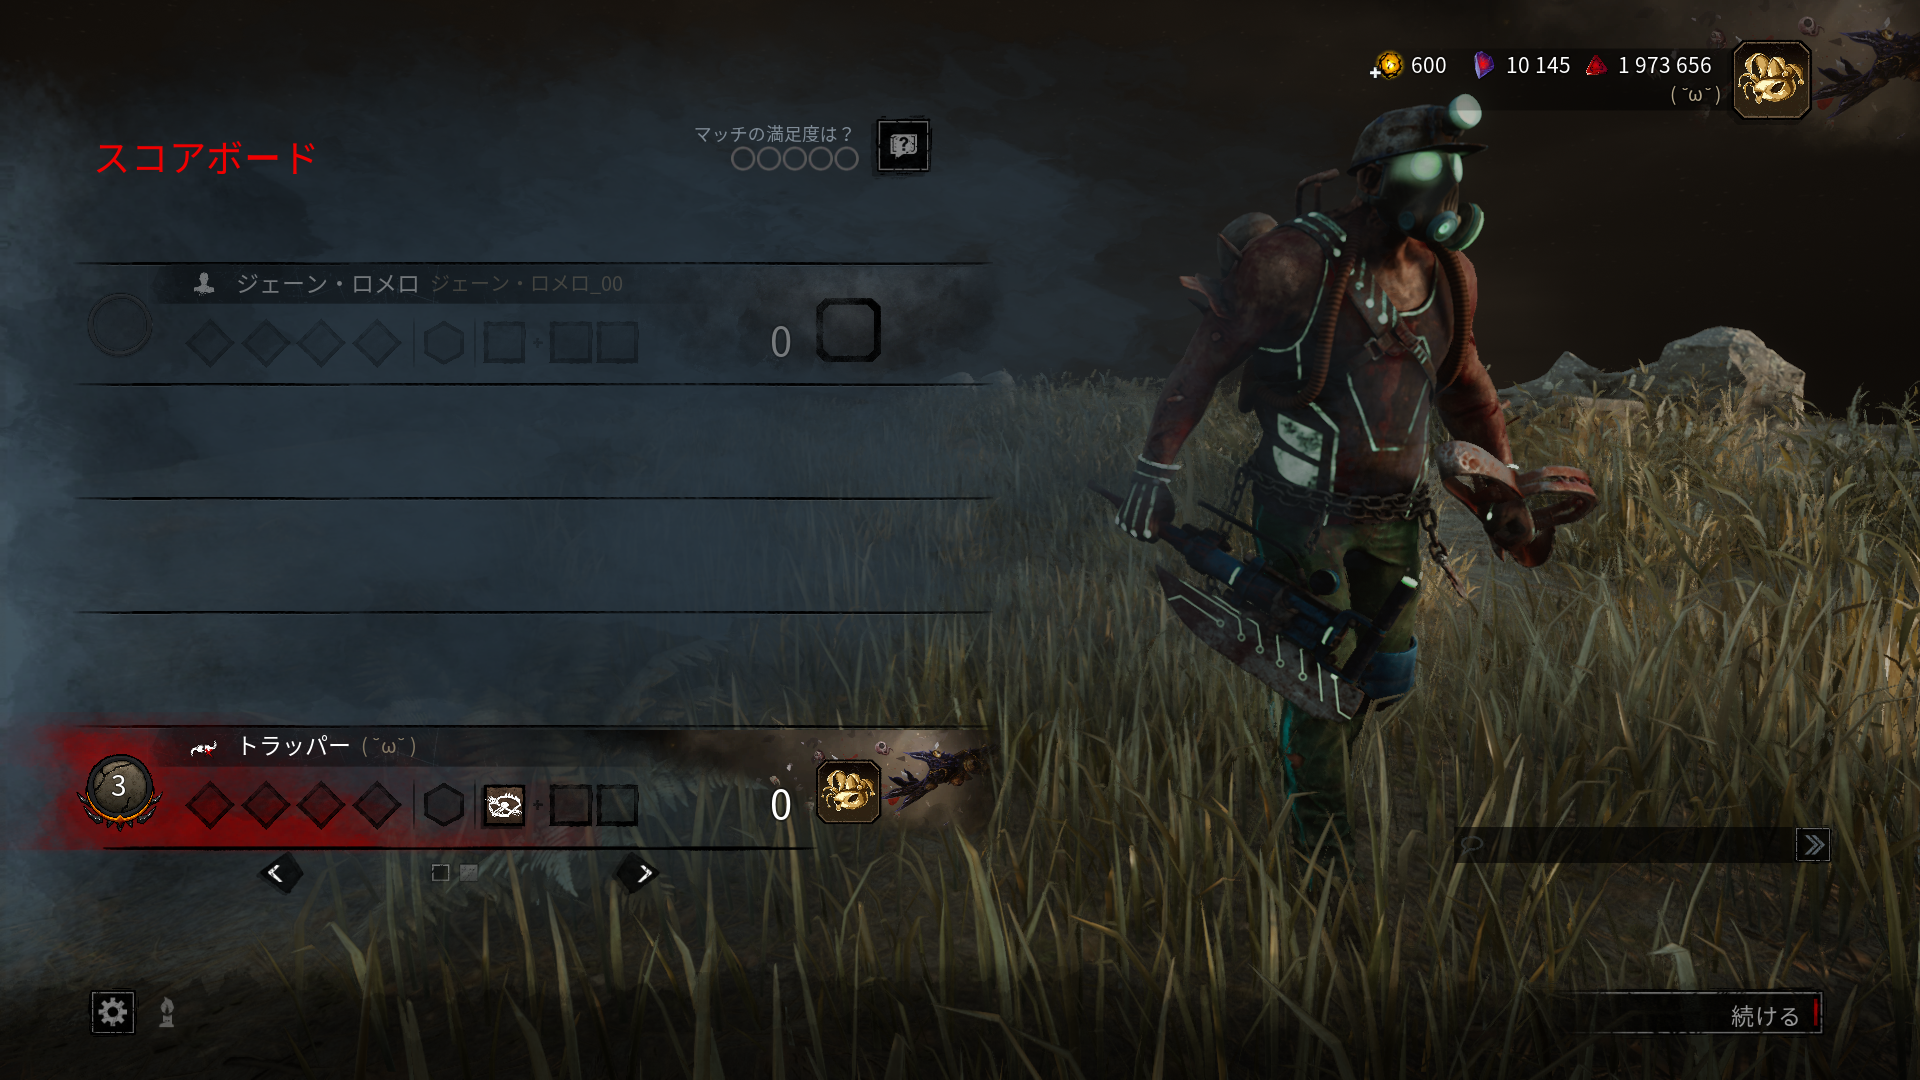 600 10 145 1 973 656
(˘ω˘)
スコアボード
マッチの満足度は？
ジェーン・ロメロ ジェーン・ロメロ_00
0
トラッパー (˘ω˘)
3
0
続ける